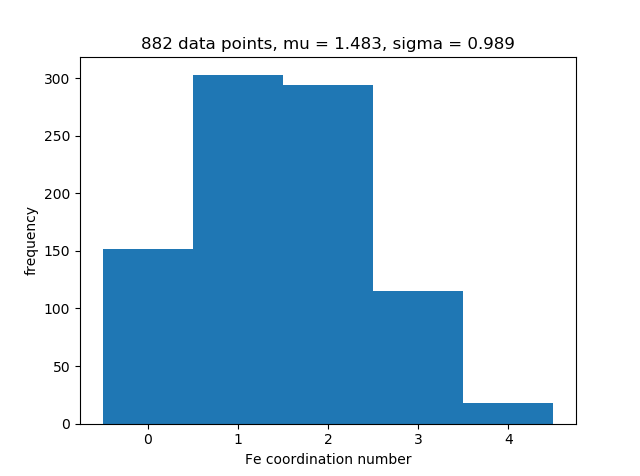 882 data points, mu = 1.483, sigma = 0.989
300
250
200
150
100
50
0
frequency
0 1 2 3 4
Fe coordination number